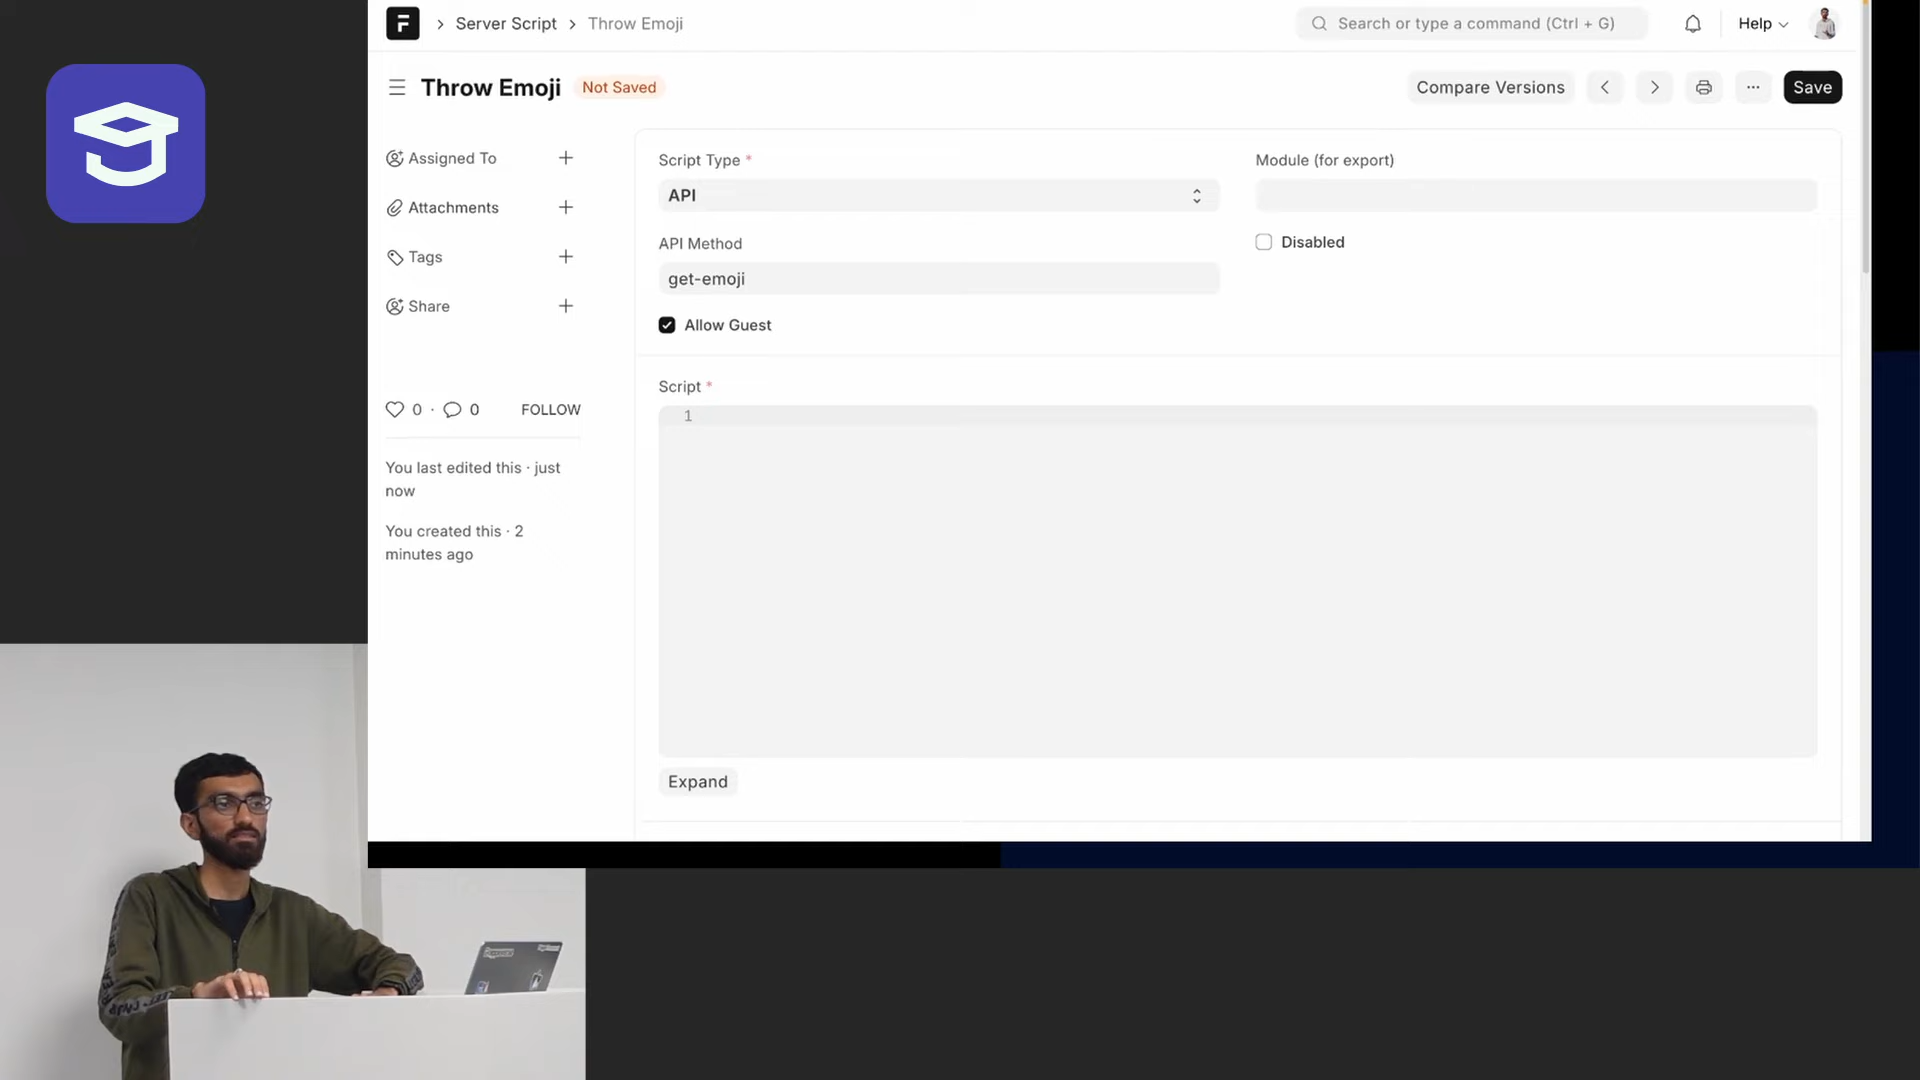 Server Script
Throw Emoji
Search or type a command (Ctrl + G)
Help
Throw Emoji
Not Saved
Compare Versions
Save
Assigned To
Attachments
Tags
Share
0 · 0
FOLLOW
You last edited this · just
now
You created this · 2
minutes ago
Script Type *
API
API Method
get-emoji
Allow Guest
Module (for export)
Disabled
Script *
1
Expand